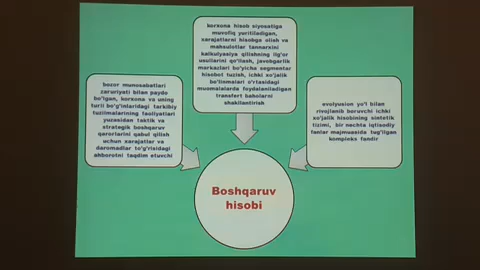 korxona hisob siyosatiga
muvofiq yuritiladigan,
xarajatlarni hisobga olish va
mahsulotlar tannarxini
kalkulyasiya qilishning ilg'or
usullarini qo'llash, javobgarlik
markazlari bo'yicha segmentar
hisobot tuzish, ichki xo'jalik
bo'linmalari o'rtasidagi
muomalalarda foydalaniladigan
transfert baholarni
shakllantirish
bozor munosabatlari
zaruriyati bilan paydo
bo'lgan, korxona va uning
turli bo'g'inlaridagi tarkibiy
tuzilmalarining faoliyatlari
yuzasidan taktik va
strategik boshqaruv
qarorlarini qabul qilish
uchun xarajatlar va
daromadlar to'g'risidagi
ahborotni taqdim etuvchi
evolyusion yo'l bilan
rivojlanib boruvchi ichki
xo'jalik hisobining sintetik
tizimi, bir nechta iqtisodiy
fanlar majmuasida tug'ilgan
kompleks fandir
Boshqaruv
hisobi